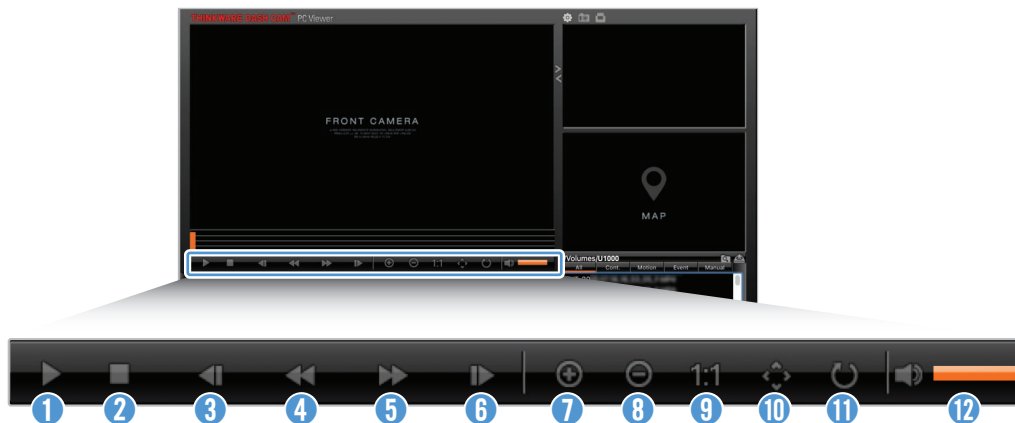 THINKWARE DASH CAM™ PC Viewer
FRONT CAMERA
MAP
1:1
/Volumes/U1000
All Cont. Motion Event Manual
1:1
1 2 3 4 5 6 7 8 9 10 11 12